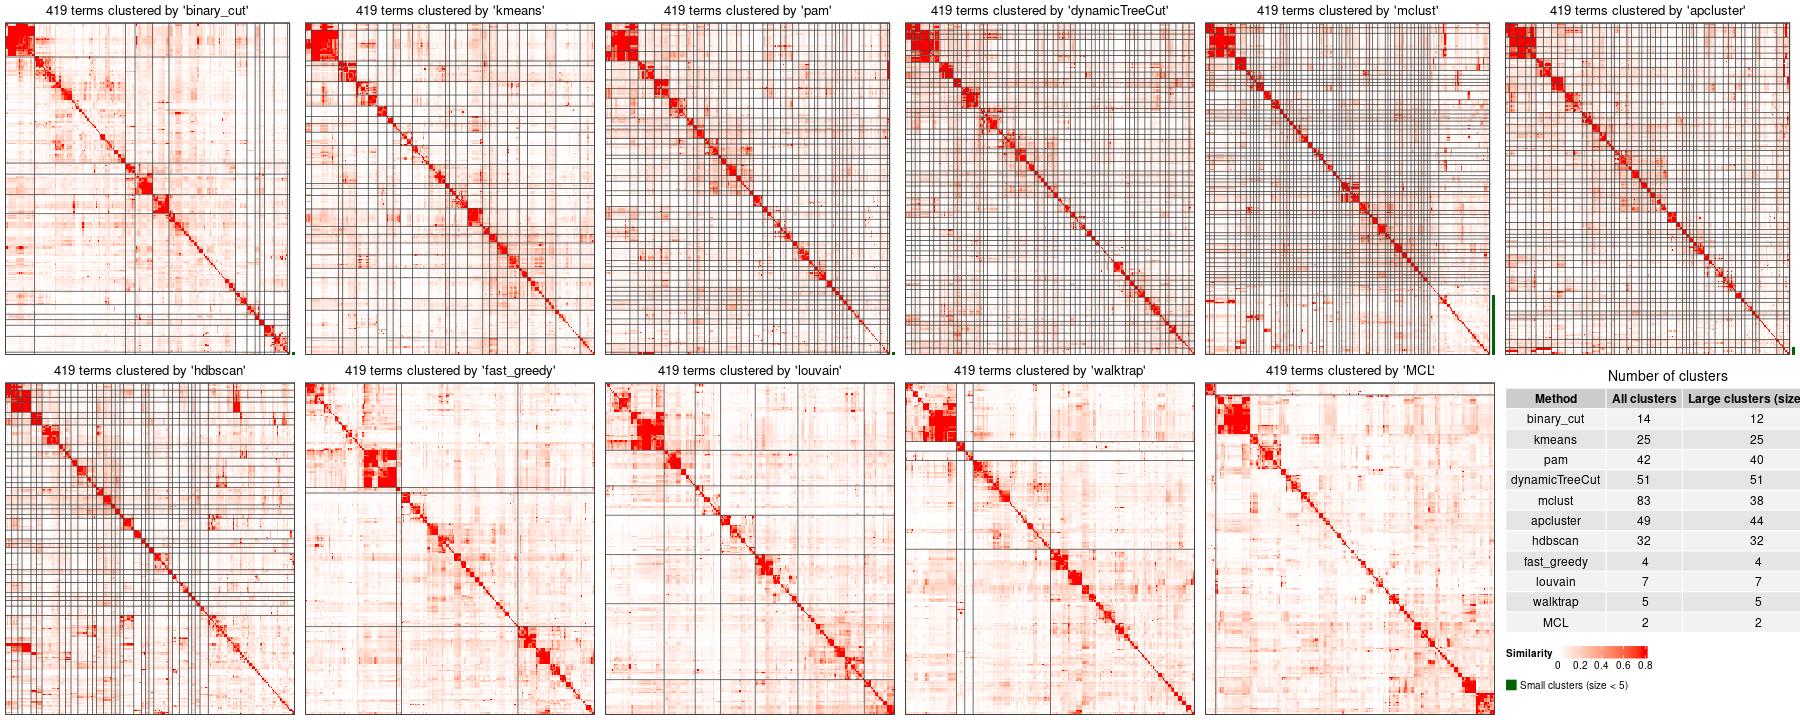 419 terms clustered by 'binary_cut'
419 terms clustered by 'kmeans'
419 terms clustered by 'pam'
419 terms clustered by 'dynamicTreeCut'
419 terms clustered by 'mclust'
419 terms clustered by 'apcluster'
419 terms clustered by 'hdbscan'
419 terms clustered by 'fast_greedy'
419 terms clustered by 'louvain'
419 terms clustered by 'walktrap'
419 terms clustered by 'MCL'
Number of clusters
Method All clusters Large clusters (size
binary_cut 14 12
kmeans 25 25
pam 42 40
dynamicTreeCut 51 51
mclust 83 38
apcluster 49 44
hdbscan 32 32
fast_greedy 4 4
louvain 7 7
walktrap 5 5
MCL 2 2
Similarity
0 0.2 0.4 0.6 0.8
Small clusters (size < 5)